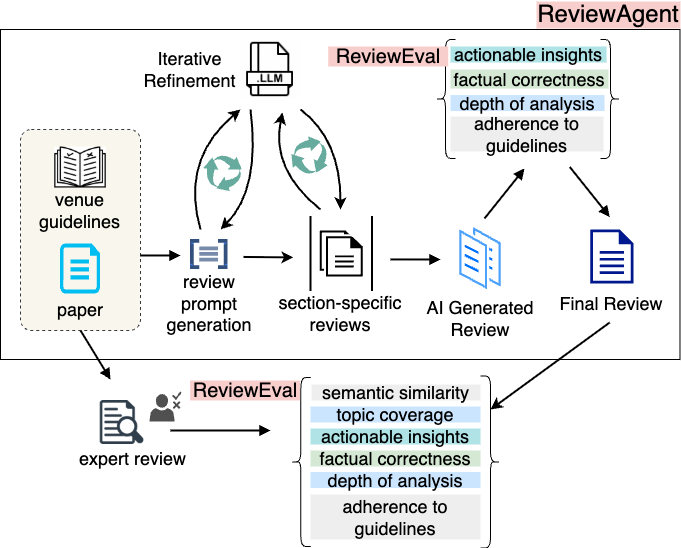 ReviewAgent
Iterative
Refinement
.LLM
ReviewEval
actionable insights
factual correctness
depth of analysis
adherence to
guidelines
venue
guidelines
paper
review
prompt
generation
section-specific
reviews
AI Generated
Review
Final Review
expert review
ReviewEval
semantic similarity
topic coverage
actionable insights
factual correctness
depth of analysis
adherence to
guidelines